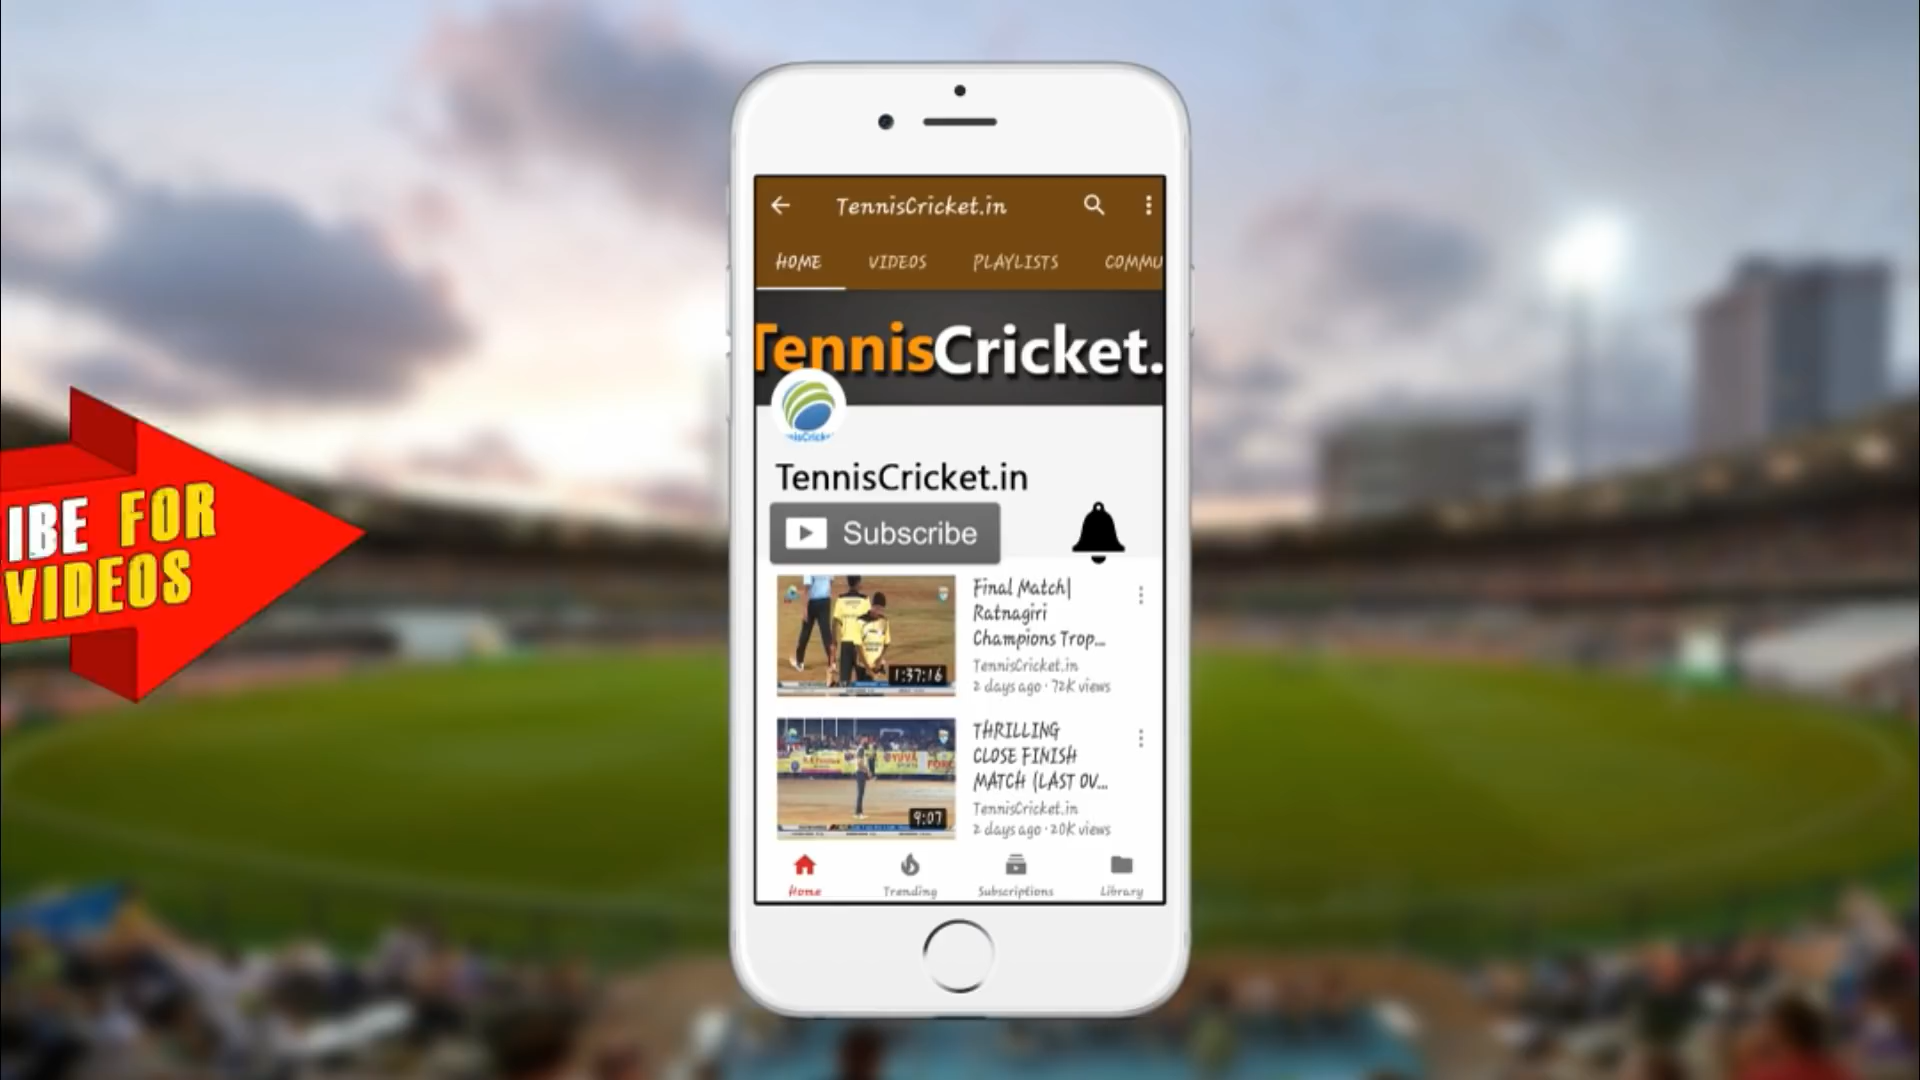 TennisCricket.in
HOME VIDEOS PLAYLISTS COMMU
TennisCricket.
TennisCricket.in
Subscribe
IBE FOR
VIDEOS
Final Match|
Ratnagiri
Champions Trop...
TennisCricket.in
2 days ago · 72K views
1:37:16
THRILLING
CLOSE FINISH
MATCH (LAST OV...
TennisCricket.in
2 days ago · 20K views
9:07
Home Trending Subscriptions Library